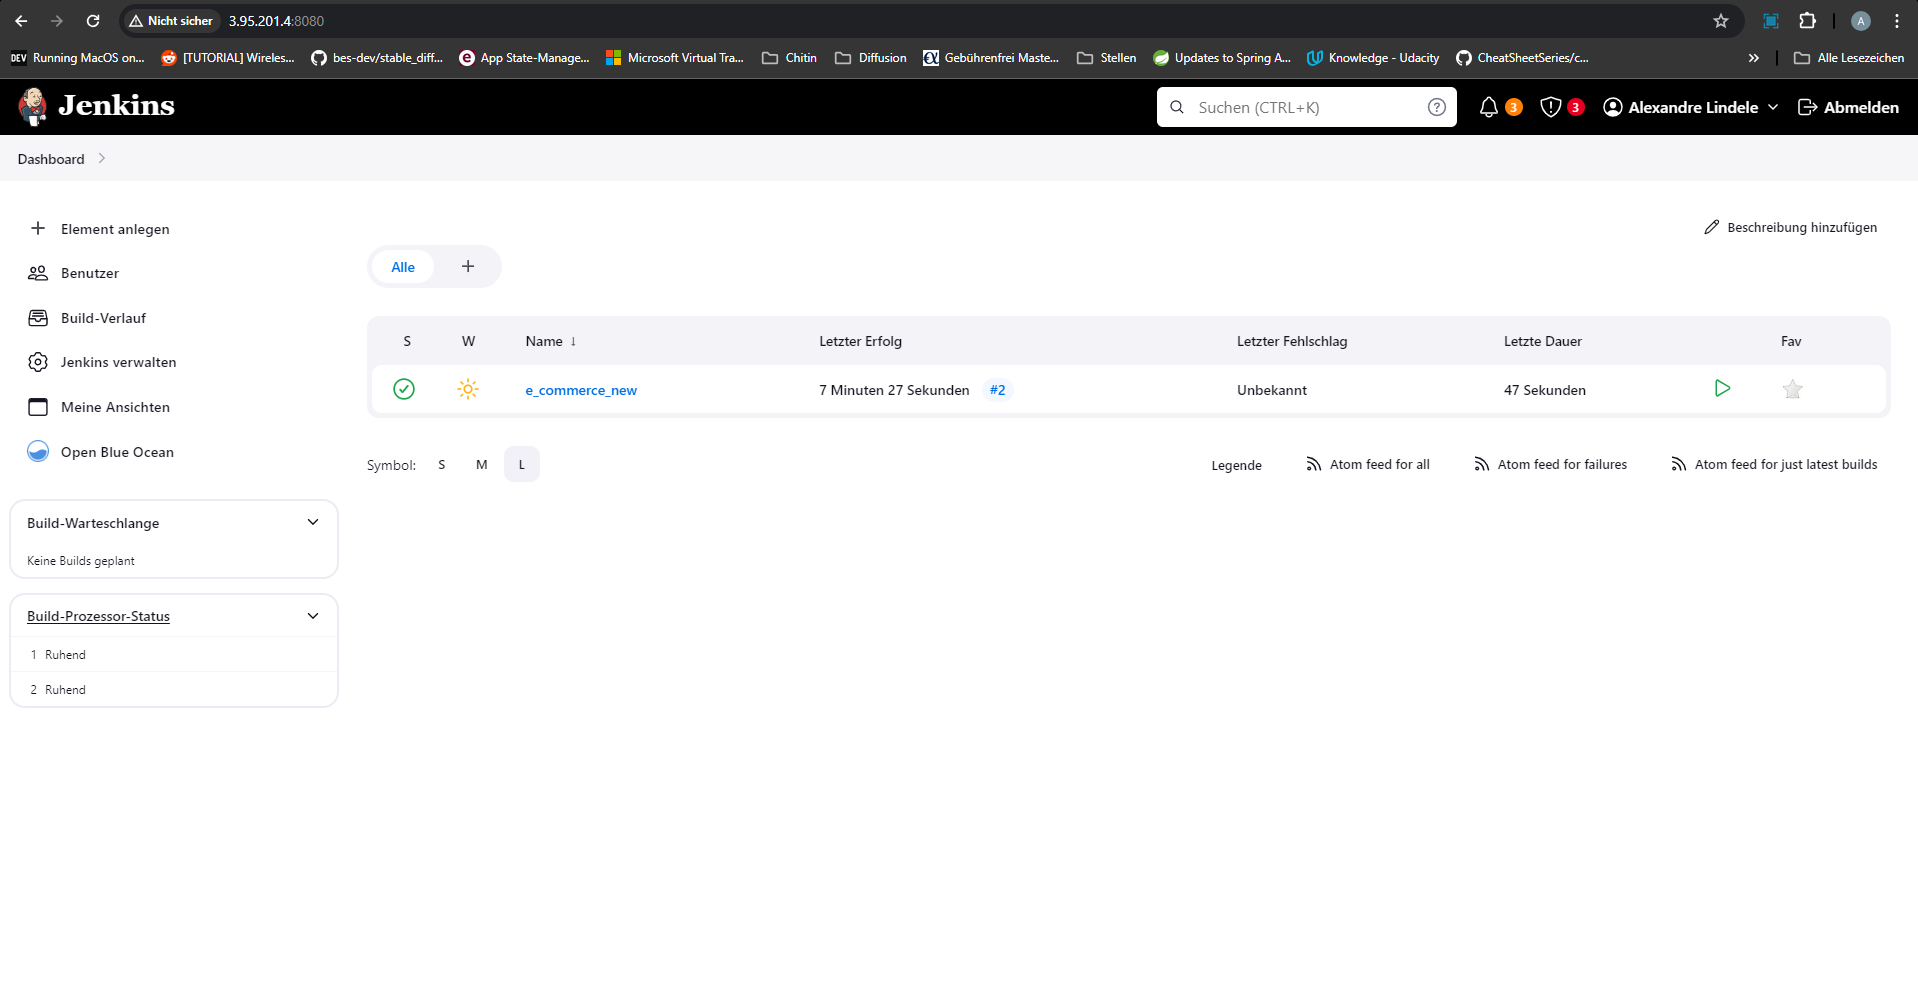 Nicht sicher 3.95.201.4:8080 A
DEV Running MacOS on... [TUTORIAL] Wireles... bes-dev/stable_diff... App State-Manage... Microsoft Virtual Tra... Chitin Diffusion Gebührenfrei Maste... Stellen Updates to Spring A... Knowledge - Udacity CheatSheetSeries/c... » Alle Lesezeichen
Jenkins Suchen (CTRL+K) 3 3 Alexandre Lindele Abmelden
Dashboard
Element anlegen
Benutzer
Build-Verlauf
Jenkins verwalten
Meine Ansichten
Open Blue Ocean
Build-Warteschlange
Keine Builds geplant
Build-Prozessor-Status
1 Ruhend
2 Ruhend
Beschreibung hinzufügen
Alle +
S W Name ↓ Letzter Erfolg Letzter Fehlschlag Letzte Dauer Fav
e_commerce_new 7 Minuten 27 Sekunden #2 Unbekannt 47 Sekunden
Symbol: S M L Legende Atom feed for all Atom feed for failures Atom feed for just latest builds